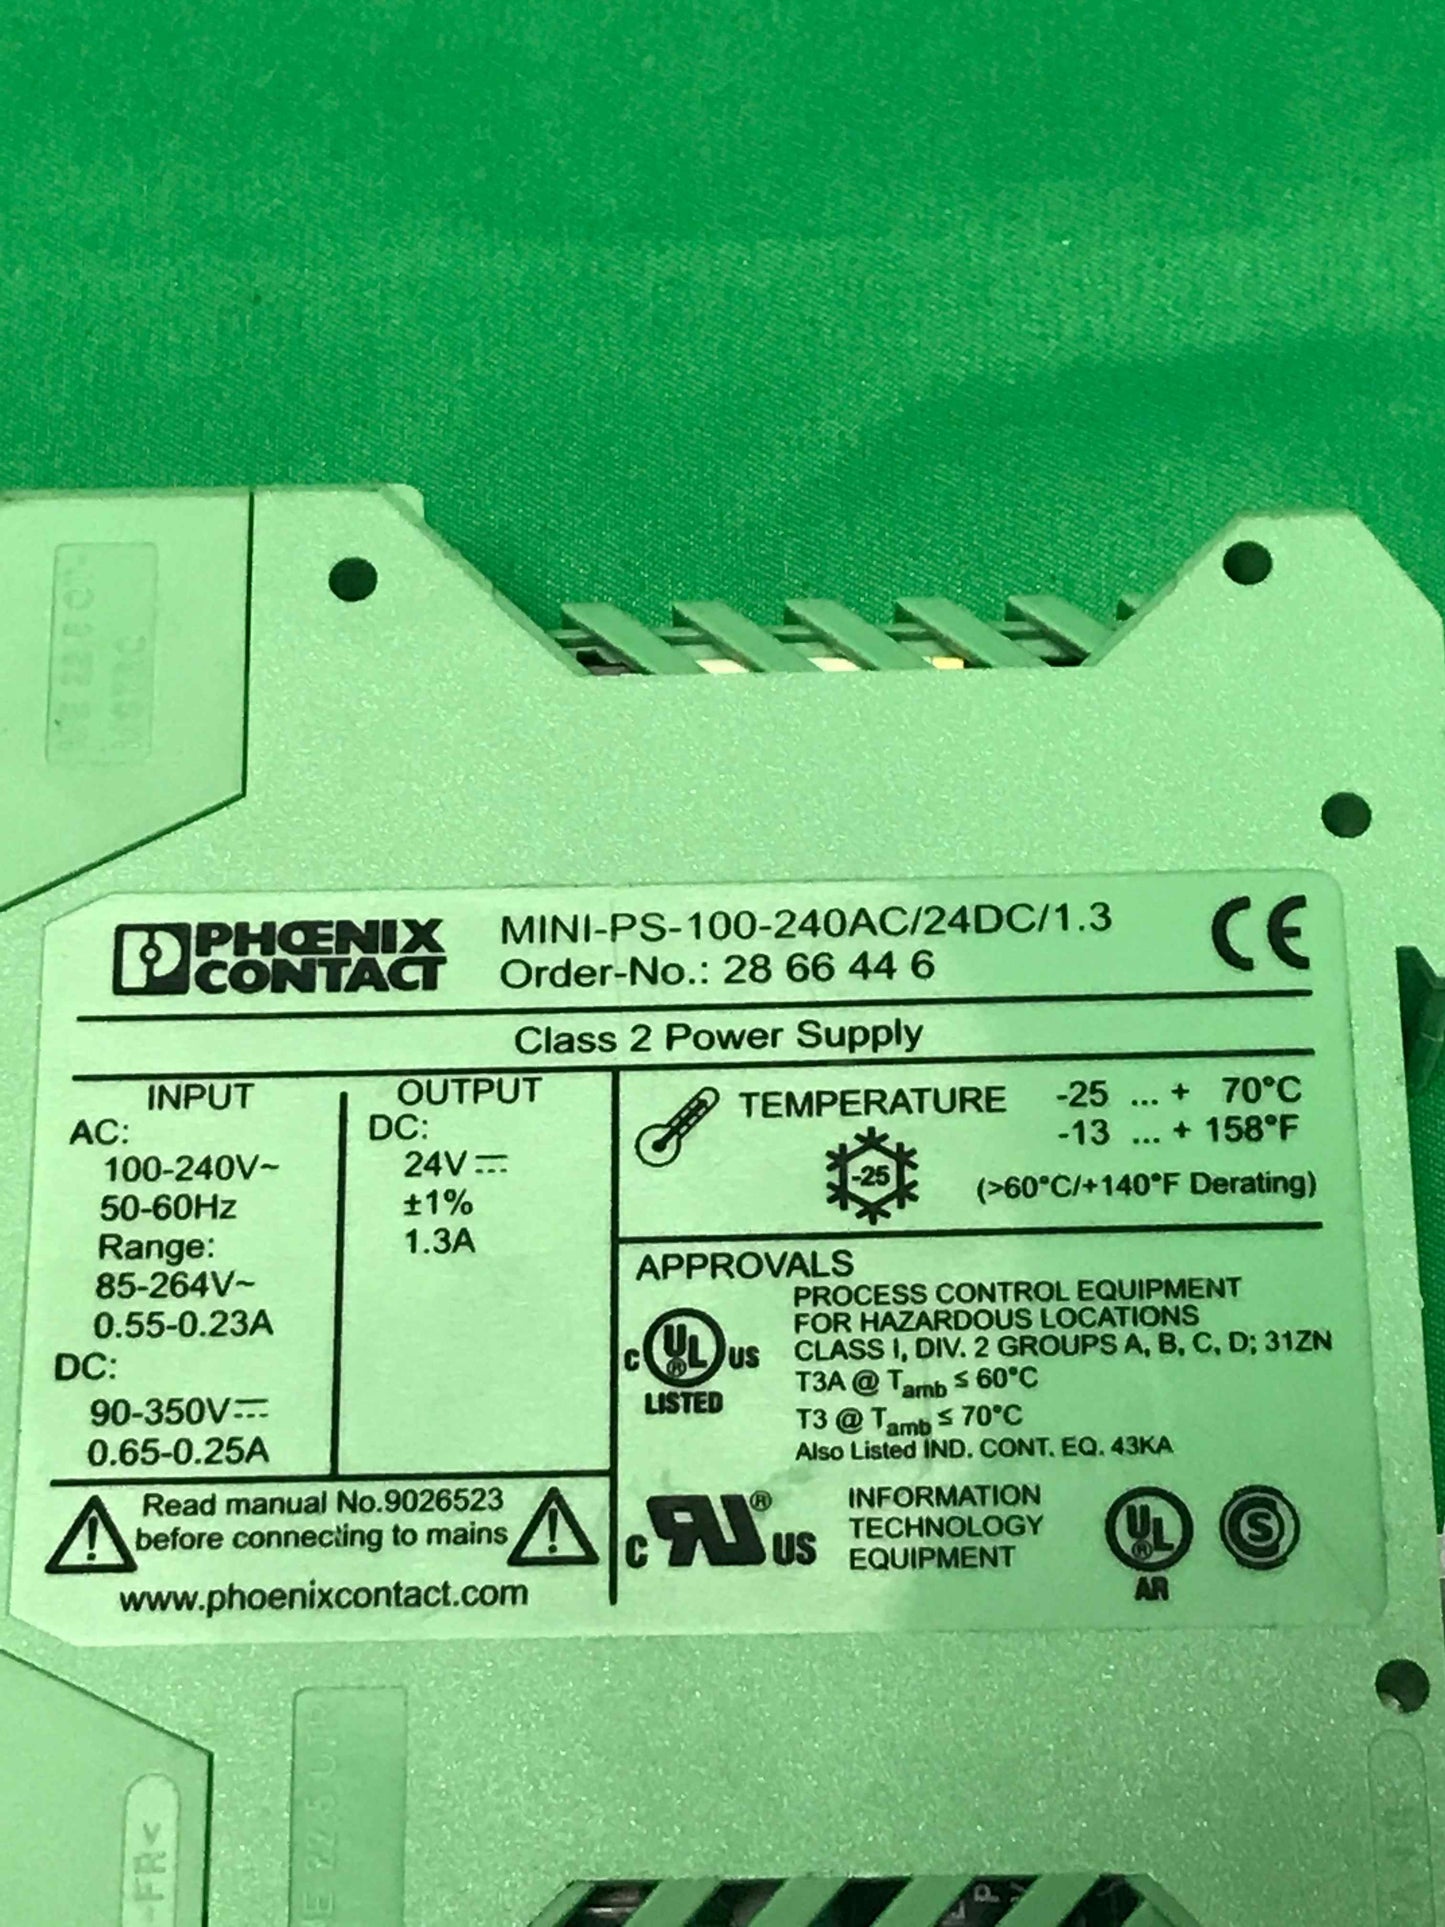 PHŒNIX
CONTACT
MINI-PS-100-240AC/24DC/1.3
Order-No.: 28 66 44 6
CE
Class 2 Power Supply
INPUT
AC:
100-240V~
50-60Hz
Range:
85-264V~
0.55-0.23A
DC:
90-350V⎓
0.65-0.25A
OUTPUT
DC:
24V⎓
±1%
1.3A
TEMPERATURE -25 ... + 70°C
-13 ... + 158°F
-25
(>60°C/+140°F Derating)
APPROVALS
PROCESS CONTROL EQUIPMENT
FOR HAZARDOUS LOCATIONS
CLASS I, DIV. 2 GROUPS A, B, C, D; 31ZN
T3A @ Tamb ≤ 60°C
T3 @ Tamb ≤ 70°C
Also Listed IND. CONT. EQ. 43KA
C UL ® US
LISTED
C RU ® US
INFORMATION
TECHNOLOGY
EQUIPMENT
UL ®
AR
S
! Read manual No.9026523 !
before connecting to mains
www.phoenixcontact.com
-FR<